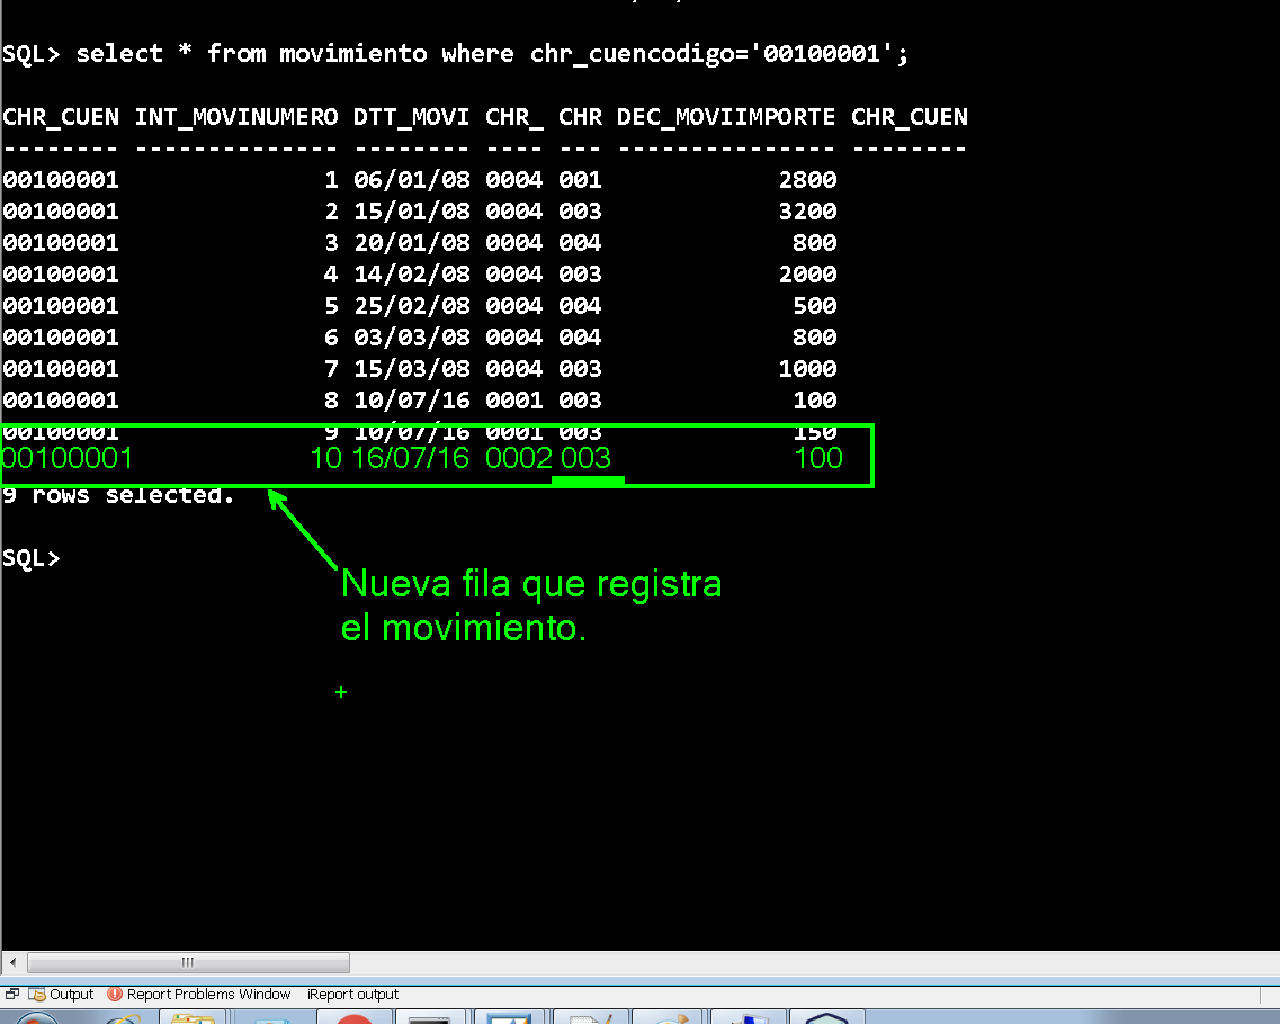 SQL> select * from movimiento where chr_cuencodigo='00100001';
CHR_CUEN INT_MOVINUMERO DTT_MOVI CHR_ CHR DEC_MOVIIMPORTE CHR_CUEN
-------- -------------- -------- ---- --- --------------- --------
00100001 1 06/01/08 0004 001 2800
00100001 2 15/01/08 0004 003 3200
00100001 3 20/01/08 0004 004 800
00100001 4 14/02/08 0004 003 2000
00100001 5 25/02/08 0004 004 500
00100001 6 03/03/08 0004 004 800
00100001 7 15/03/08 0004 003 1000
00100001 8 10/07/16 0001 003 100
00100001 9 10/07/16 0001 003 150
00100001 10 16/07/16 0002 003 100
9 rows selected.
SQL>
Nueva fila que registra
el movimiento.
Output Report Problems Window iReport output